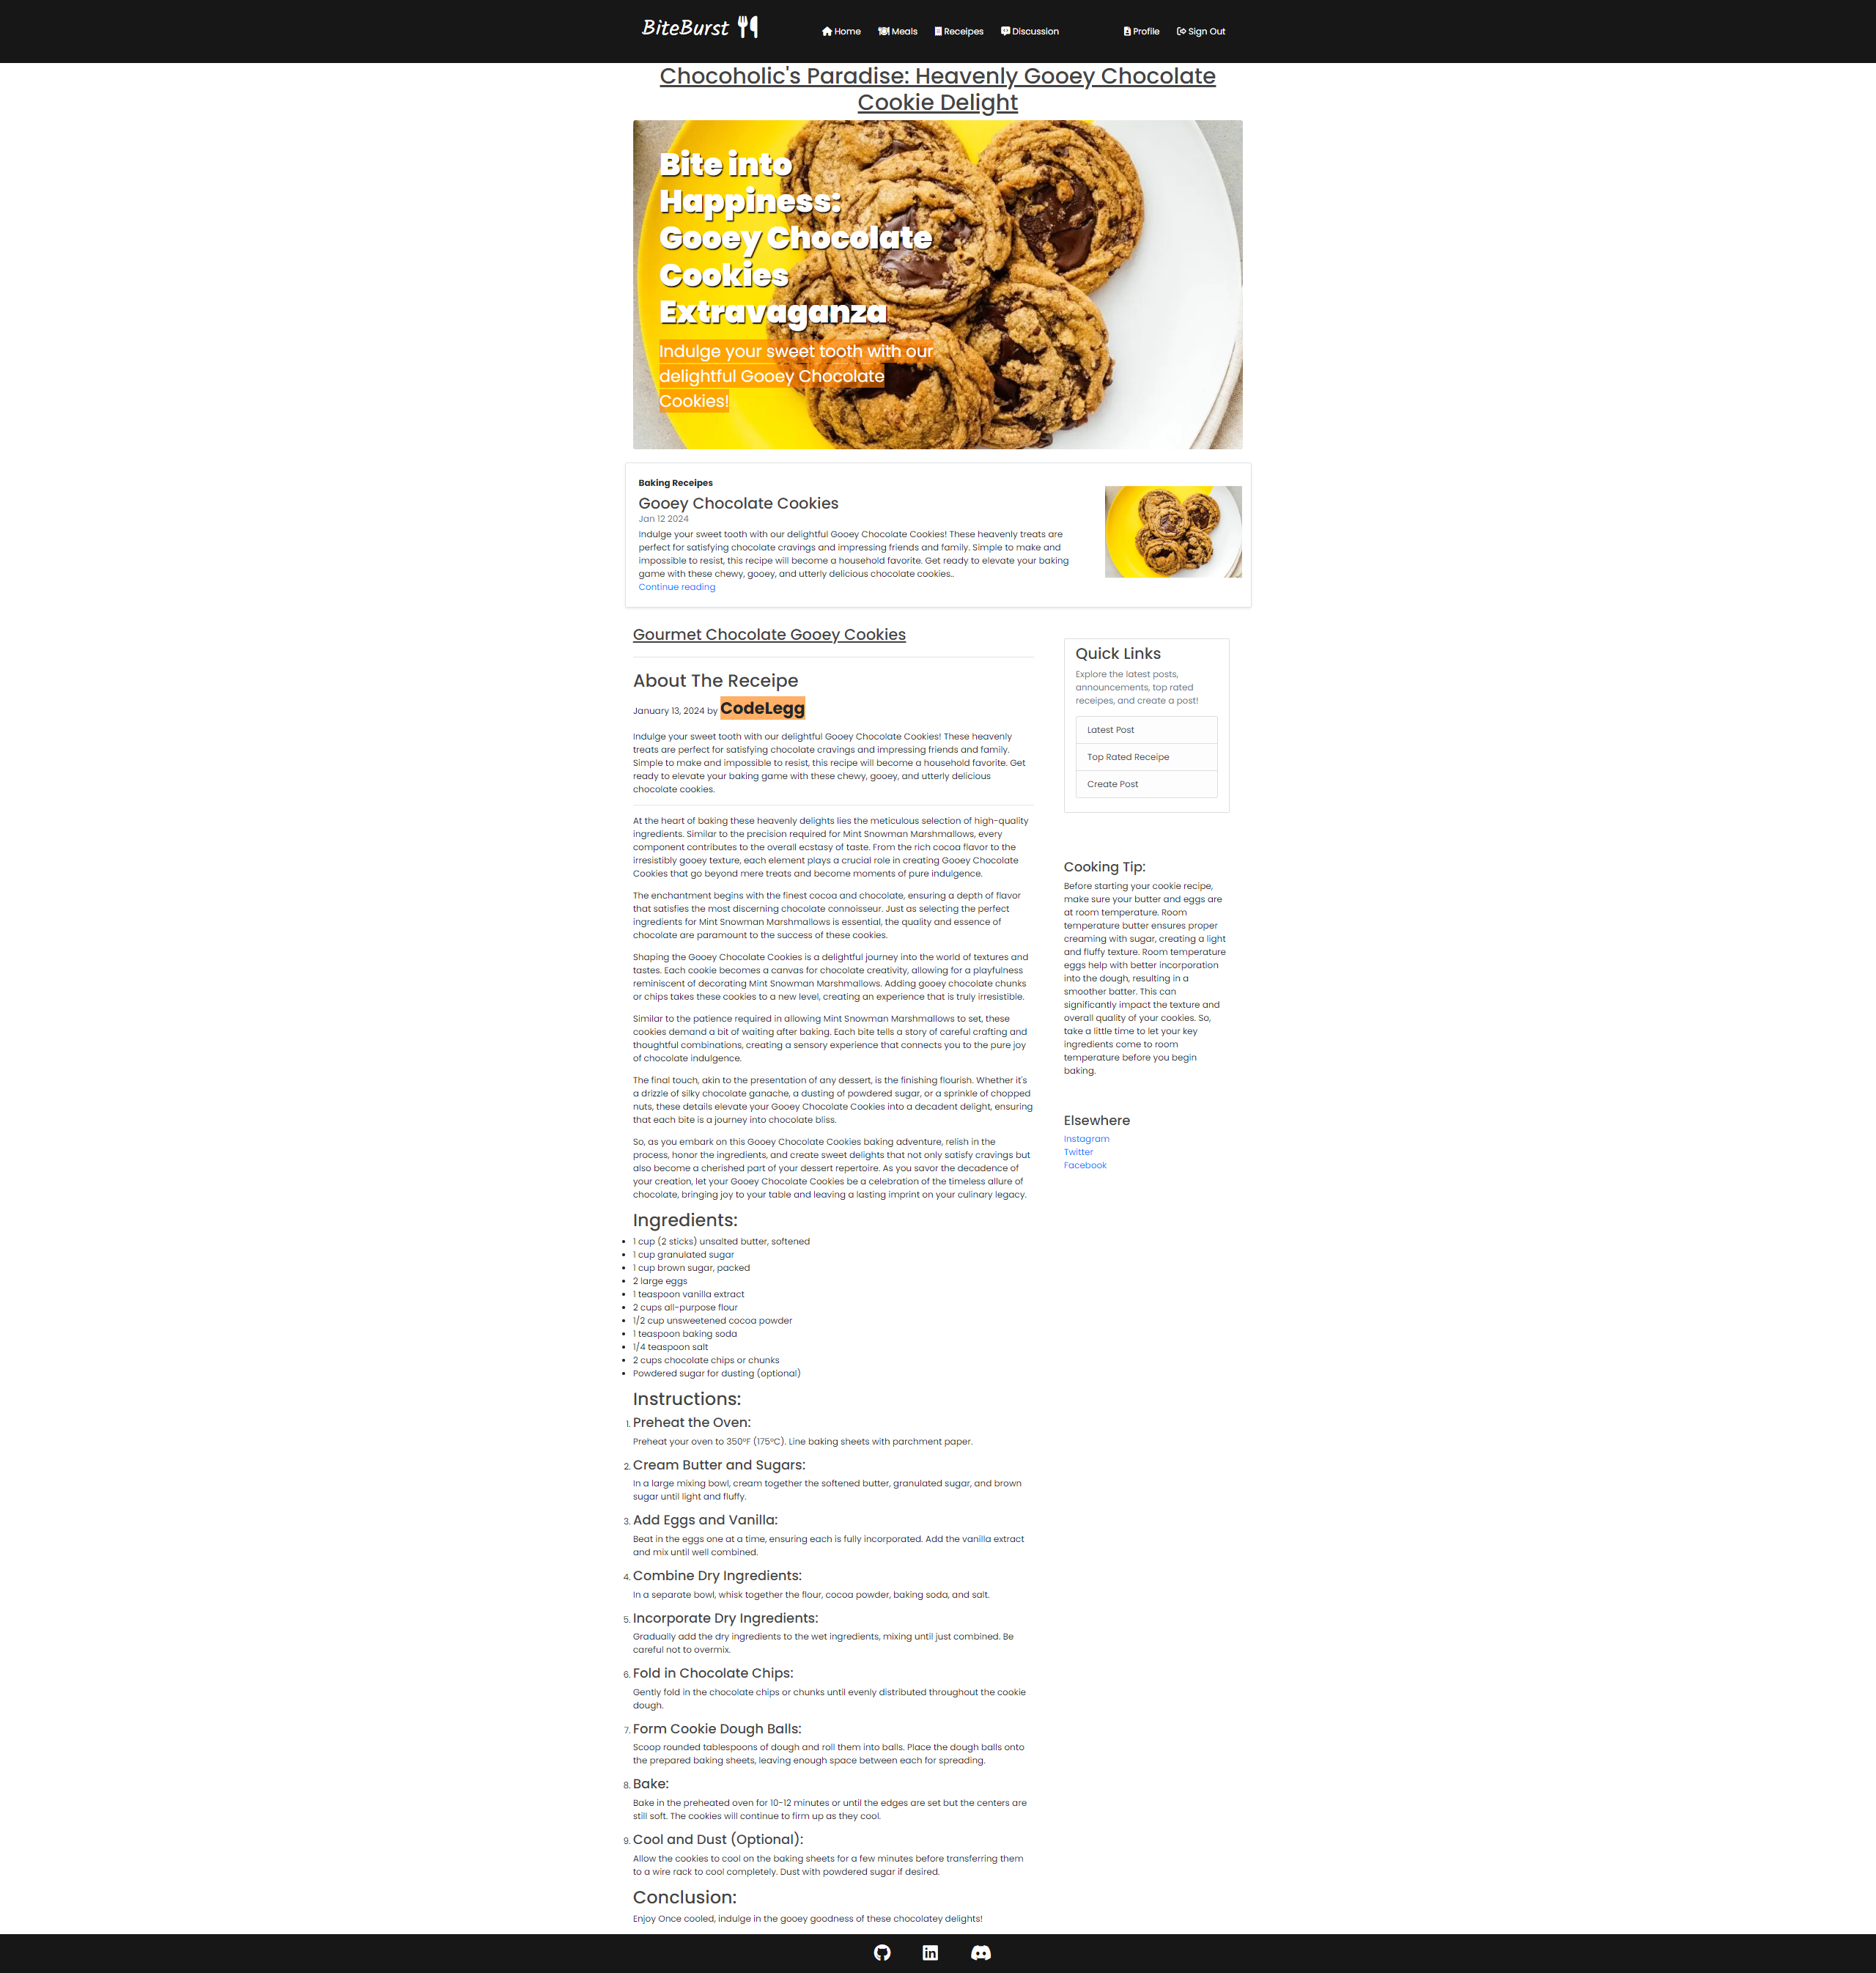 BiteBurst
Home
Meals
Receipes
Discussion
Profile
Sign Out
Chocoholic's Paradise: Heavenly Gooey Chocolate
Cookie Delight
Bite into
Happiness:
Gooey Chocolate
Cookies
Extravaganza
Indulge your sweet tooth with our
delightful Gooey Chocolate
Cookies!
Baking Receipes
Gooey Chocolate Cookies
Jan 12 2024
Indulge your sweet tooth with our delightful Gooey Chocolate Cookies! These heavenly treats are
perfect for satisfying chocolate cravings and impressing friends and family. Simple to make and
impossible to resist, this recipe will become a household favorite. Get ready to elevate your baking
game with these chewy, gooey, and utterly delicious chocolate cookies..
Continue reading
Gourmet Chocolate Gooey Cookies
About The Receipe
January 13, 2024 by CodeLegg
Indulge your sweet tooth with our delightful Gooey Chocolate Cookies! These heavenly
treats are perfect for satisfying chocolate cravings and impressing friends and family.
Simple to make and impossible to resist, this recipe will become a household favorite. Get
ready to elevate your baking game with these chewy, gooey, and utterly delicious
chocolate cookies.
At the heart of baking these heavenly delights lies the meticulous selection of high-quality
ingredients. Similar to the precision required for Mint Snowman Marshmallows, every
component contributes to the overall ecstasy of taste. From the rich cocoa flavor to the
irresistibly gooey texture, each element plays a crucial role in creating Gooey Chocolate
Cookies that go beyond mere treats and become moments of pure indulgence.
The enchantment begins with the finest cocoa and chocolate, ensuring a depth of flavor
that satisfies the most discerning chocolate connoisseur. Just as selecting the perfect
ingredients for Mint Snowman Marshmallows is essential, the quality and essence of
chocolate are paramount to the success of these cookies.
Shaping the Gooey Chocolate Cookies is a delightful journey into the world of textures and
tastes. Each cookie becomes a canvas for chocolate creativity, allowing for a playfulness
reminiscent of decorating Mint Snowman Marshmallows. Adding gooey chocolate chunks
or chips takes these cookies to a new level, creating an experience that is truly irresistible.
Similar to the patience required in allowing Mint Snowman Marshmallows to set, these
cookies demand a bit of waiting after baking. Each bite tells a story of careful crafting and
thoughtful combinations, creating a sensory experience that connects you to the pure joy
of chocolate indulgence.
The final touch, akin to the presentation of any dessert, is the finishing flourish. Whether it's
a drizzle of silky chocolate ganache, a dusting of powdered sugar, or a sprinkle of chopped
nuts, these details elevate your Gooey Chocolate Cookies into a decadent delight, ensuring
that each bite is a journey into chocolate bliss.
So, as you embark on this Gooey Chocolate Cookies baking adventure, relish in the
process, honor the ingredients, and create sweet delights that not only satisfy cravings but
also become a cherished part of your dessert repertoire. As you savor the decadence of
your creation, let your Gooey Chocolate Cookies be a celebration of the timeless allure of
chocolate, bringing joy to your table and leaving a lasting imprint on your culinary legacy.
Ingredients:
• 1 cup (2 sticks) unsalted butter, softened
• 1 cup granulated sugar
• 1 cup brown sugar, packed
• 2 large eggs
• 1 teaspoon vanilla extract
• 2 cups all-purpose flour
• 1/2 cup unsweetened cocoa powder
• 1 teaspoon baking soda
• 1/4 teaspoon salt
• 2 cups chocolate chips or chunks
• Powdered sugar for dusting (optional)
Instructions:
1. Preheat the Oven:
Preheat your oven to 350°F (175°C). Line baking sheets with parchment paper.
2. Cream Butter and Sugars:
In a large mixing bowl, cream together the softened butter, granulated sugar, and brown
sugar until light and fluffy.
3. Add Eggs and Vanilla:
Beat in the eggs one at a time, ensuring each is fully incorporated. Add the vanilla extract
and mix until well combined.
4. Combine Dry Ingredients:
In a separate bowl, whisk together the flour, cocoa powder, baking soda, and salt.
5. Incorporate Dry Ingredients:
Gradually add the dry ingredients to the wet ingredients, mixing until just combined. Be
careful not to overmix.
6. Fold in Chocolate Chips:
Gently fold in the chocolate chips or chunks until evenly distributed throughout the cookie
dough.
7. Form Cookie Dough Balls:
Scoop rounded tablespoons of dough and roll them into balls. Place the dough balls onto
the prepared baking sheets, leaving enough space between each for spreading.
8. Bake:
Bake in the preheated oven for 10-12 minutes or until the edges are set but the centers are
still soft. The cookies will continue to firm up as they cool.
9. Cool and Dust (Optional):
Allow the cookies to cool on the baking sheets for a few minutes before transferring them
to a wire rack to cool completely. Dust with powdered sugar if desired.
Conclusion:
Enjoy Once cooled, indulge in the gooey goodness of these chocolatey delights!
Quick Links
Explore the latest posts,
announcements, top rated
receipes, and create a post!
Latest Post
Top Rated Receipe
Create Post
Cooking Tip:
Before starting your cookie recipe,
make sure your butter and eggs are
at room temperature. Room
temperature butter ensures proper
creaming with sugar, creating a light
and fluffy texture. Room temperature
eggs help with better incorporation
into the dough, resulting in a
smoother batter. This can
significantly impact the texture and
overall quality of your cookies. So,
take a little time to let your key
ingredients come to room
temperature before you begin
baking.
Elsewhere
Instagram
Twitter
Facebook
in